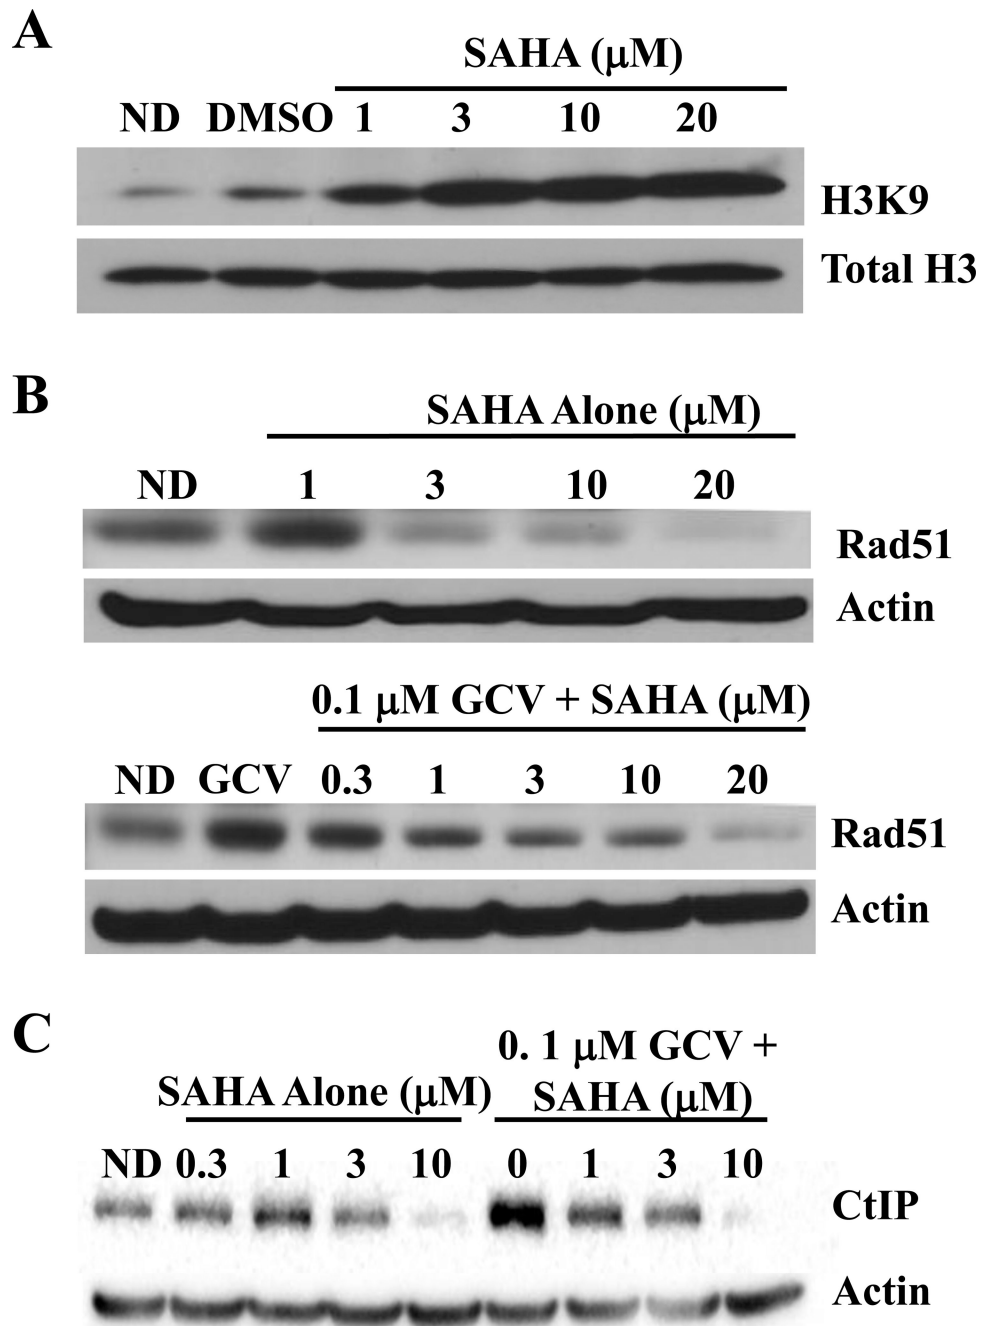 A
SAHA (μM)
ND DMSO 1 3 10 20
H3K9
Total H3
B
SAHA Alone (μM)
ND 1 3 10 20
Rad51
Actin
0.1 μM GCV + SAHA (μM)
ND GCV 0.3 1 3 10 20
Rad51
Actin
C
0. 1 μM GCV +
SAHA Alone (μM) SAHA (μM)
ND 0.3 1 3 10 0 1 3 10
CtIP
Actin